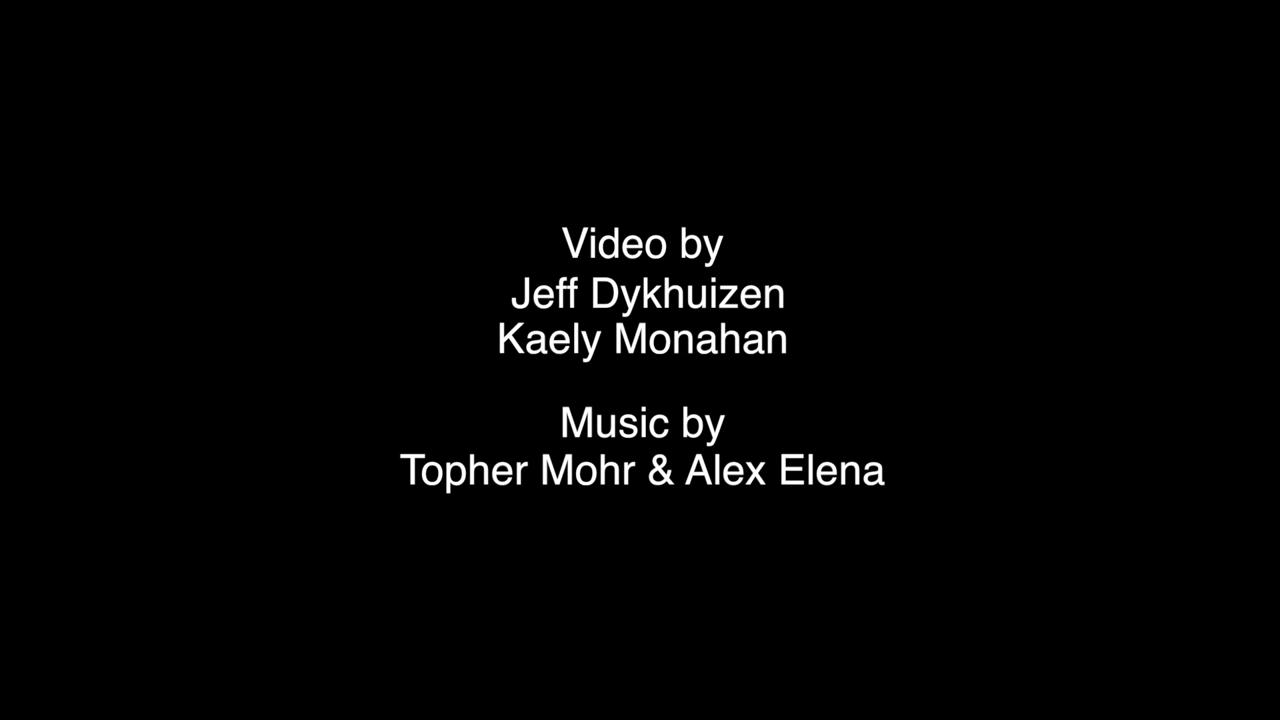 Video by
Jeff Dykhuizen
Kaely Monahan
Music by
Topher Mohr & Alex Elena